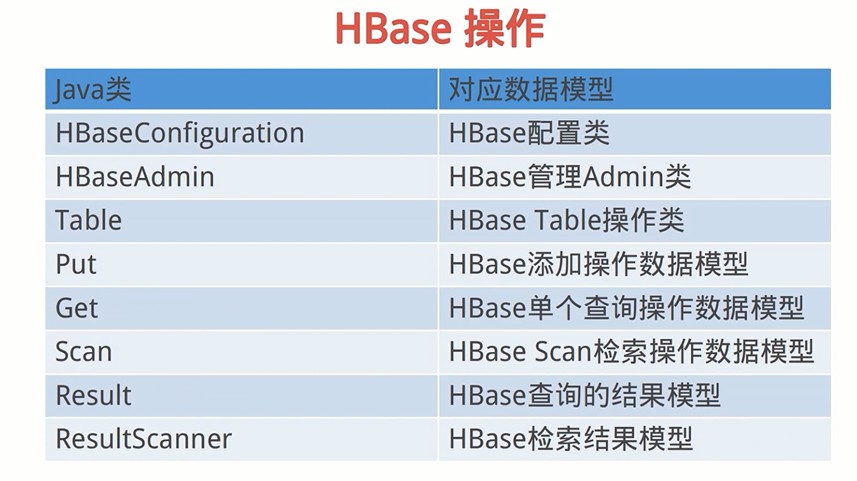 HBase 操作
Java类 对应数据模型
HBaseConfiguration HBase配置类
HBaseAdmin HBase管理Admin类
Table HBase Table操作类
Put HBase添加操作数据模型
Get HBase单个查询操作数据模型
Scan HBase Scan检索操作数据模型
Result HBase查询的结果模型
ResultScanner HBase检索结果模型